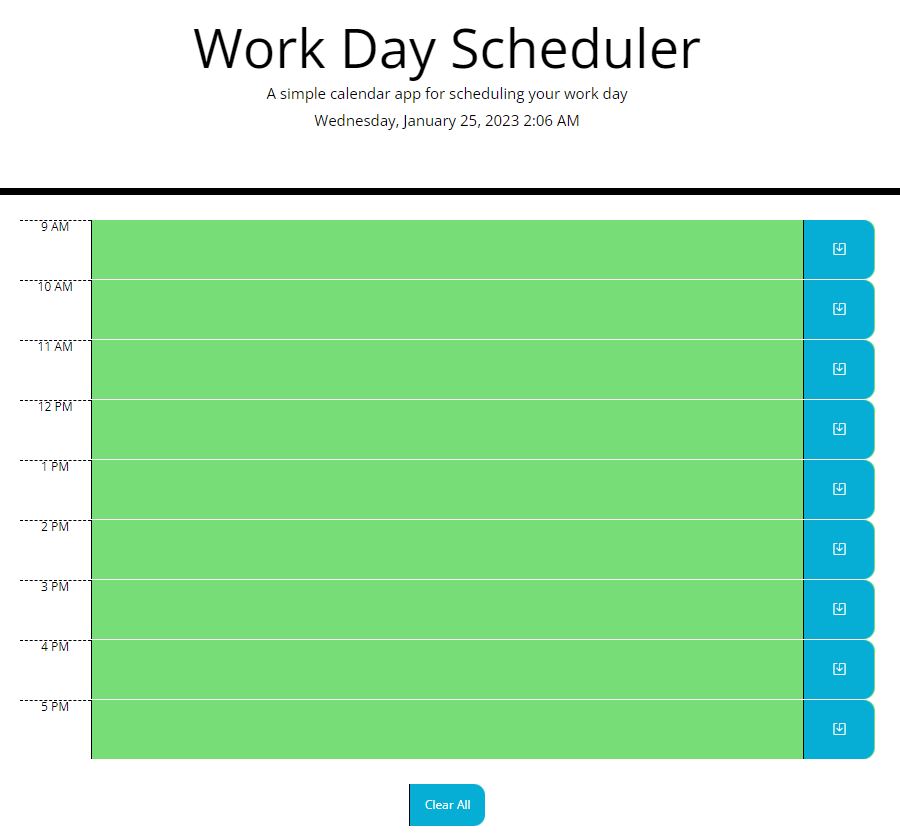 Work Day Scheduler
A simple calendar app for scheduling your work day
Wednesday, January 25, 2023 2:06 AM
9 AM
10 AM
11 AM
12 PM
1 PM
2 PM
3 PM
4 PM
5 PM
Clear All